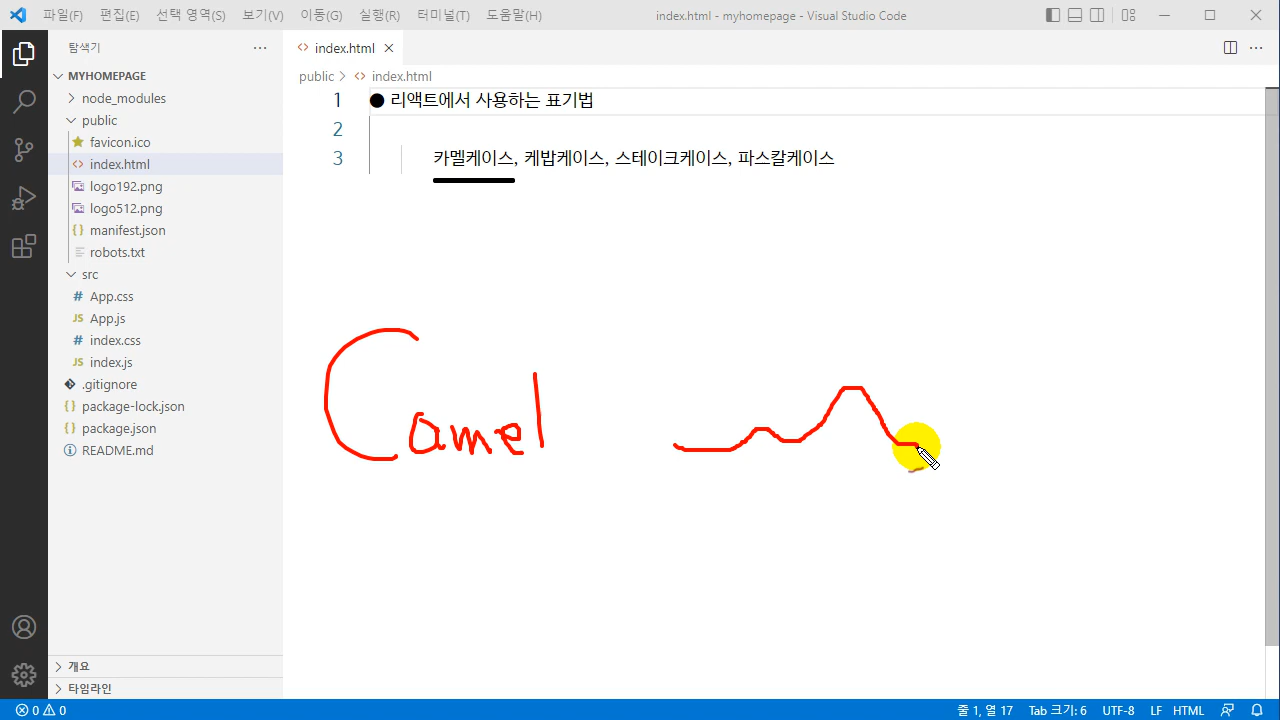 파일(F) 편집(E) 선택 영역(S) 보기(V) 이동(G) 실행(R) 터미널(T) 도움말(H) index.html - myhomepage - Visual Studio Code
탐색기
index.html
MYHOMEPAGE
public > index.html
node_modules
public
favicon.ico
index.html
logo192.png
logo512.png
manifest.json
robots.txt
src
App.css
App.js
index.css
index.js
.gitignore
package-lock.json
package.json
README.md
개요
타임라인
1 ● 리액트에서 사용하는 표기법
2
3 카멜케이스, 케밥케이스, 스테이크케이스, 파스칼케이스
Camel
0 0 줄 1, 열 17 Tab 크기: 6 UTF-8 LF HTML